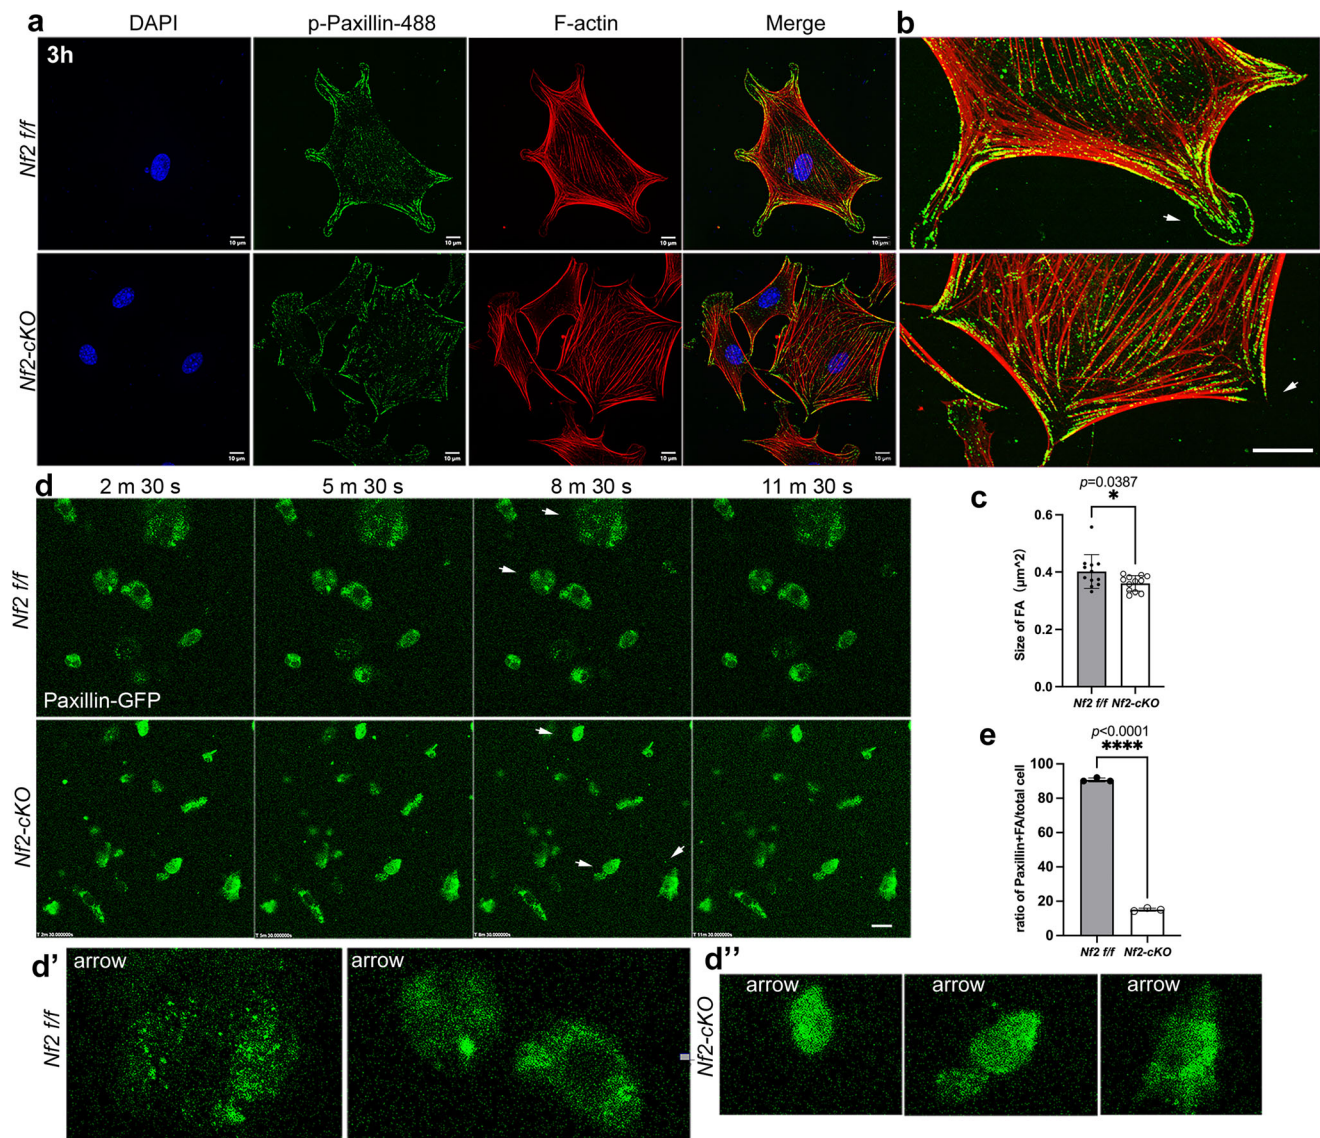 a
DAPI
p-Paxillin-488
F-actin
Merge
b
3h
Nf2 f/f
10 µm
10 µm
10 µm
10 µm
Nf2-cKO
10 µm
10 µm
10 µm
10 µm
d
2 m 30 s
5 m 30 s
8 m 30 s
11 m 30 s
Nf2 f/f
Paxillin-GFP
Nf2-cKO
T 2m 30.000000s
T 5m 30.000000s
T 8m 30.000000s
T 11m 30.000000s
c
p=0.0387
*
Size of FA (µm^2)
0.6
0.4
0.2
0.0
Nf2 f/f
Nf2-cKO
e
p<0.0001
****
ratio of Paxillin+FA/total cell
100
80
60
40
20
0
Nf2 f/f
Nf2-cKO
d'
arrow
arrow
Nf2 f/f
d''
arrow
arrow
arrow
Nf2-cKO